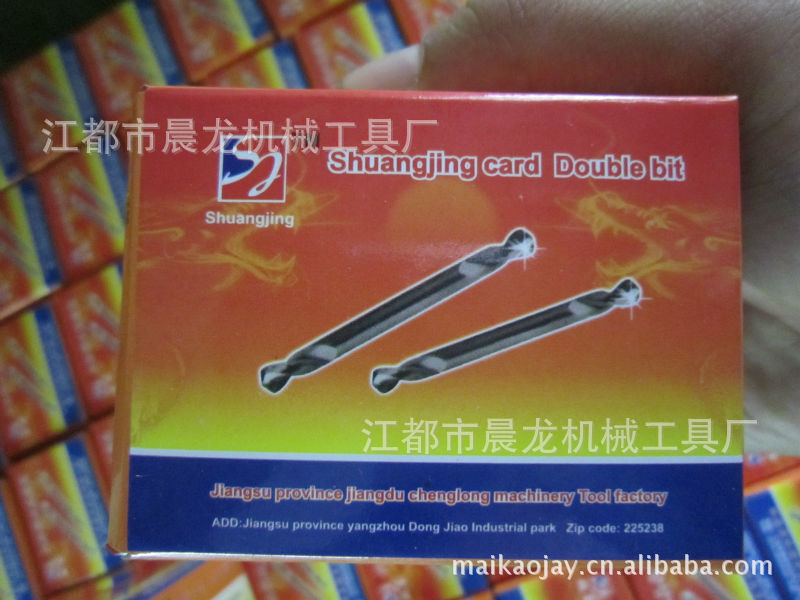 江都市晨龙机械工具厂
Shuangjing card Double bit
SJ
Shuangjing
江都市晨龙机械工具厂
Jiangsu province jiangdu chenglong machinery Tool factory
ADD:Jiangsu province yangzhou Dong Jiao Industrial park Zip code: 225238
maikaojay.cn.alibaba.com